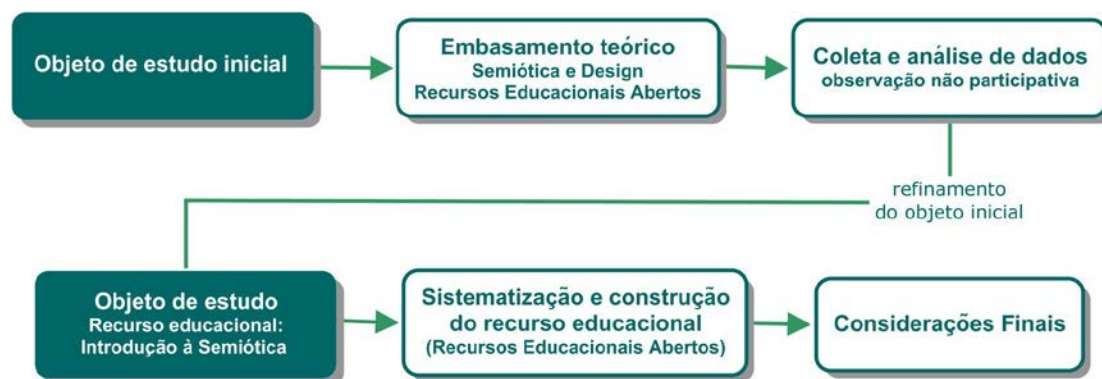 Objeto de estudo inicial
Embasamento teórico
Semiótica e Design
Recursos Educacionais Abertos
Coleta e análise de dados
observação não participativa
refinamento
do objeto inicial
Objeto de estudo
Recurso educacional:
Introdução à Semiótica
Sistematização e construção
do recurso educacional
(Recursos Educacionais Abertos)
Considerações Finais